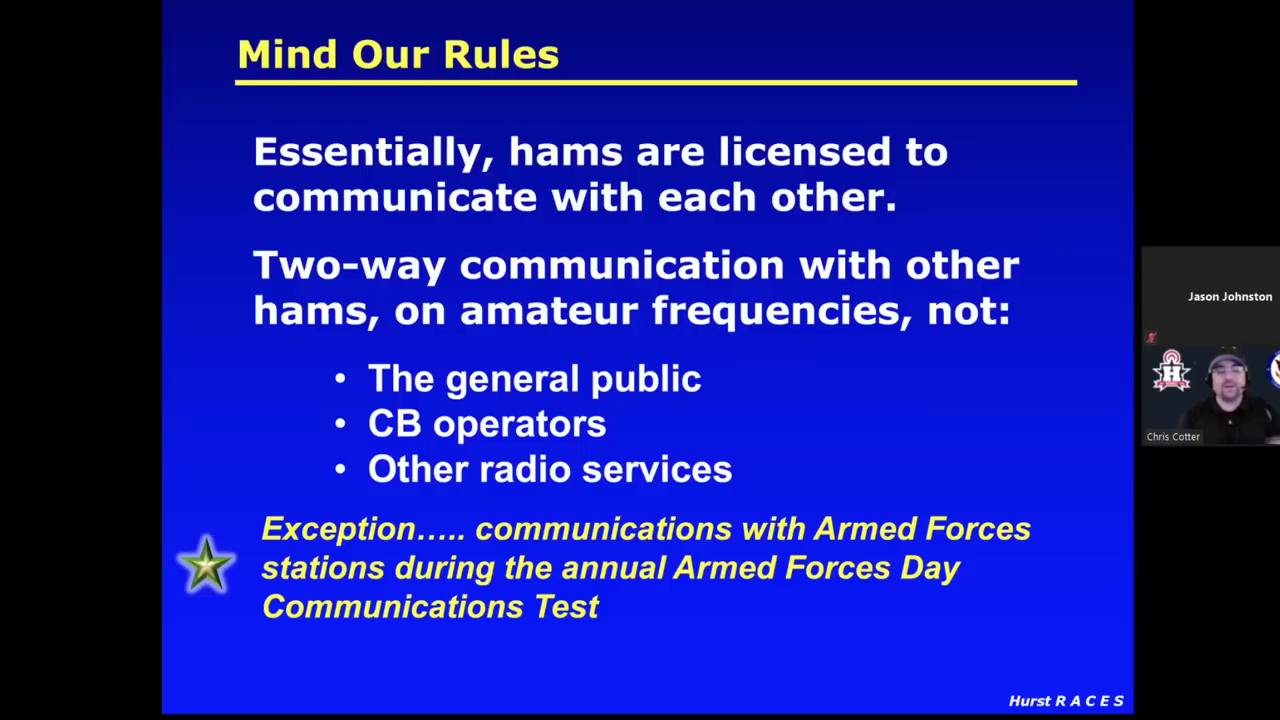 Mind Our Rules
Essentially, hams are licensed to
communicate with each other.
Two-way communication with other
hams, on amateur frequencies, not:
• The general public
• CB operators
• Other radio services
Exception….. communications with Armed Forces
stations during the annual Armed Forces Day
Communications Test
Hurst R A C E S
Jason Johnston
H
Chris Cotter